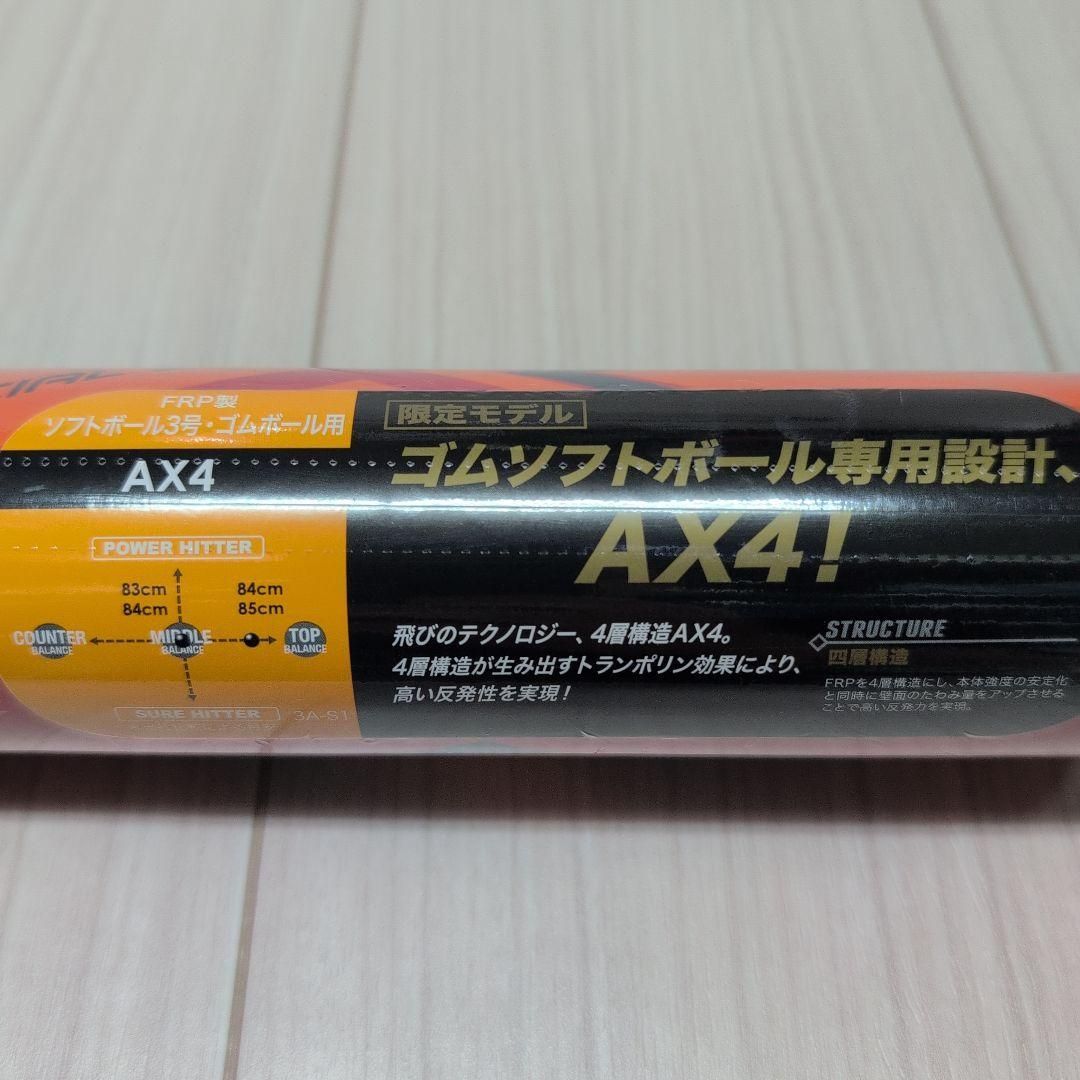 FRP製
ソフトボール3号・ゴムボール用
AX4
POWER HITTER
83cm 84cm
84cm 85cm
COUNTER BALANCE
MIDDLE BALANCE
TOP BALANCE
SURE HITTER
3A-S1
限定モデル
ゴムソフトボール専用設計、
AX4!
飛びのテクノロジー、4層構造AX4。
4層構造が生み出すトランポリン効果により、
高い反発性を実現!
STRUCTURE
四層構造
FRPを4層構造にし、本体強度の安定化
と同時に壁面のたわみ量をアップさせる
ことで高い反発力を実現。